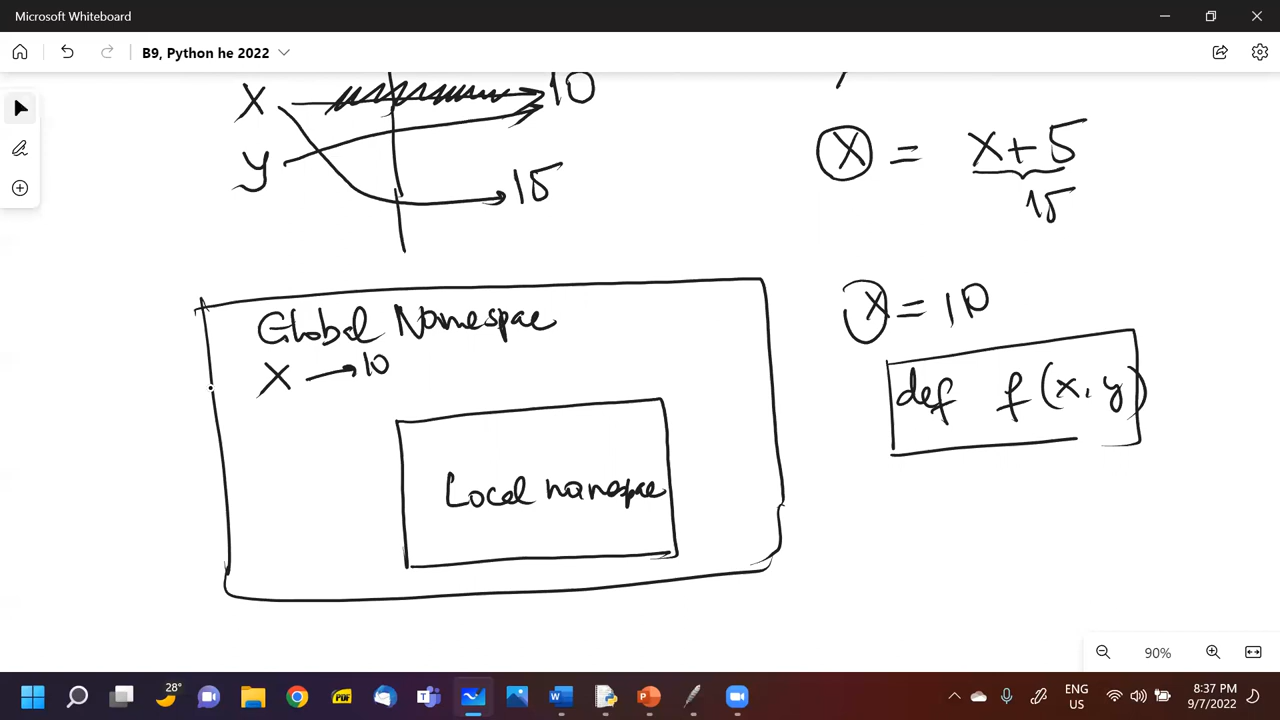 Microsoft Whiteboard
B9, Python he 2022
X
10
y
15
X = X+5
15
Global Namespae
X → 10
Local namespae
X = 10
def f(x, y)
90%
28°
ENG
US
8:37 PM
9/7/2022